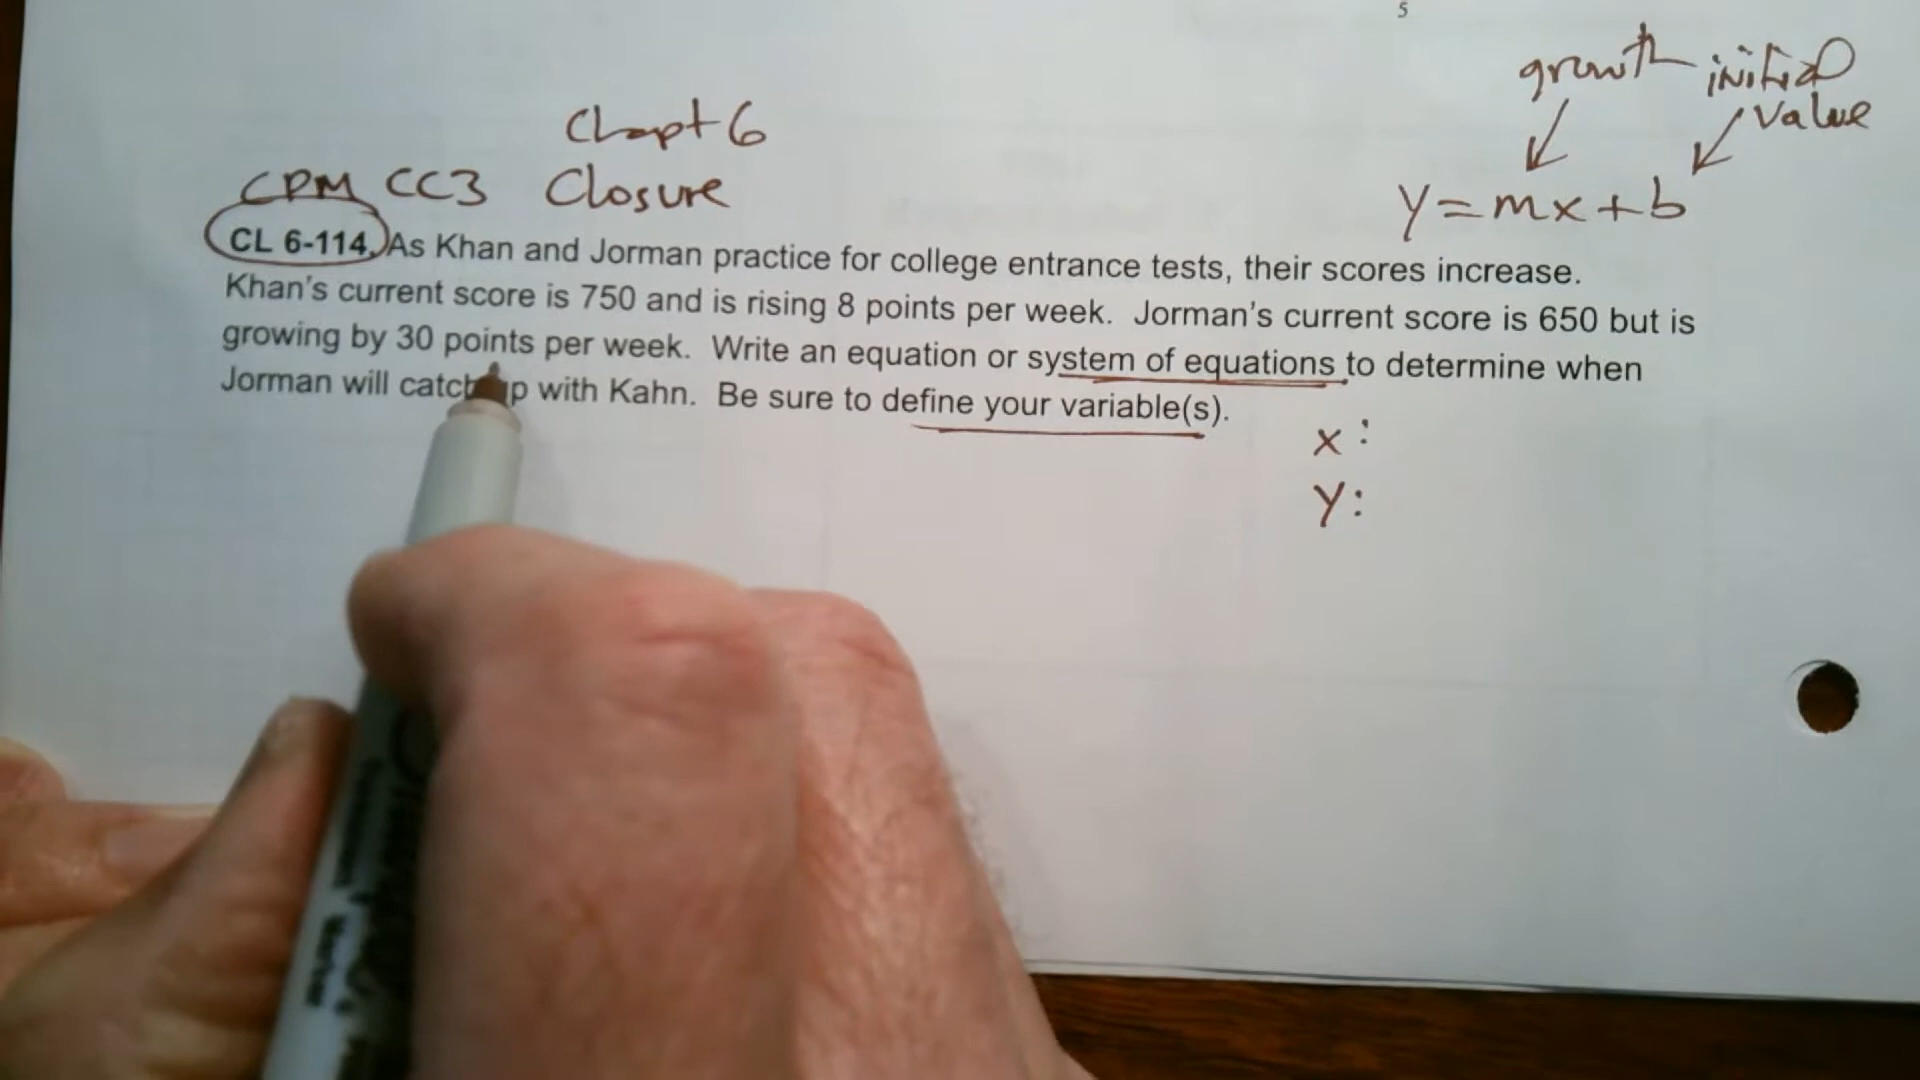 5
growth initial
value
Chapt 6
CPM CC3 Closure
y=mx+b
CL 6-114. As Khan and Jorman practice for college entrance tests, their scores increase.
Khan's current score is 750 and is rising 8 points per week. Jorman's current score is 650 but is
growing by 30 points per week. Write an equation or system of equations to determine when
Jorman will catch up with Kahn. Be sure to define your variable(s).
x:
y: